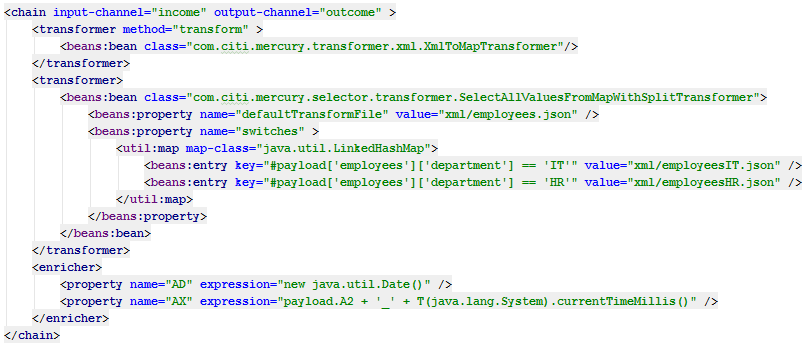 <chain input-channel="income" output-channel="outcome" >
<transformer method="transform" >
<beans:bean class="com.citi.mercury.transformer.xml.XmlToMapTransformer"/>
</transformer>
<transformer>
<beans:bean class="com.citi.mercury.selector.transformer.SelectAllValuesFromMapWithSplitTransformer">
<beans:property name="defaultTransformFile" value="xml/employees.json" />
<beans:property name="switches" >
<util:map map-class="java.util.LinkedHashMap">
<beans:entry key="#payload['employees']['department'] == 'IT'" value="xml/employeesIT.json" />
<beans:entry key="#payload['employees']['department'] == 'HR'" value="xml/employeesHR.json" />
</util:map>
</beans:property>
</beans:bean>
</transformer>
<enricher>
<property name="AD" expression="new java.util.Date()" />
<property name="AX" expression="payload.A2 + '_' + T(java.lang.System).currentTimeMillis()" />
</enricher>
</chain>